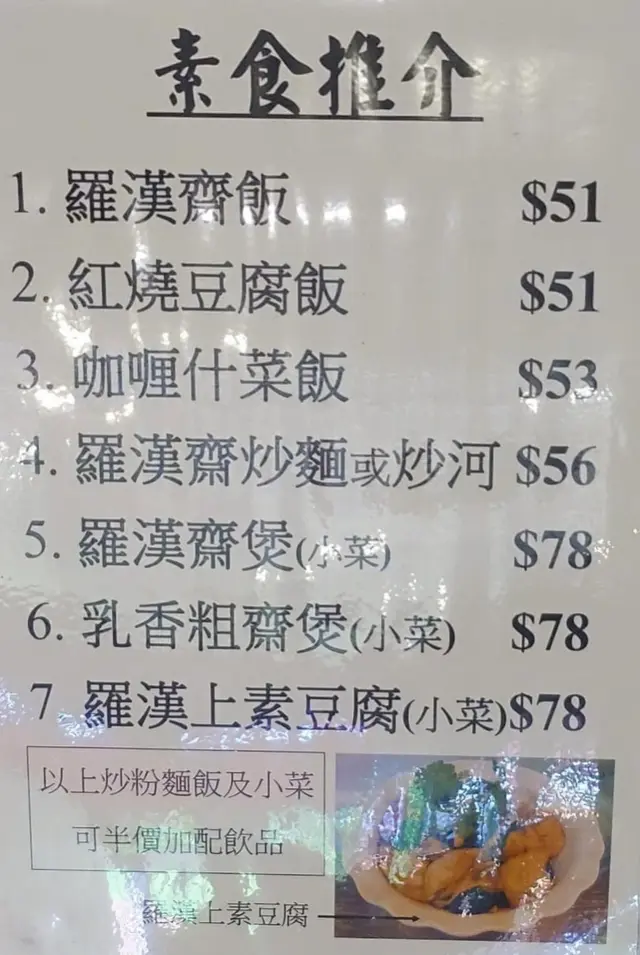 素食推介
1. 羅漢齋飯 $51
2. 紅燒豆腐飯 $51
3. 咖喱什菜飯 $53
4. 羅漢齋炒麵或炒河 $56
5. 羅漢齋煲(小菜) $78
6. 乳香粗齋煲(小菜) $78
7 羅漢上素豆腐(小菜)$78
以上炒粉麵飯及小菜
可半價加配飲品
羅漢上素豆腐